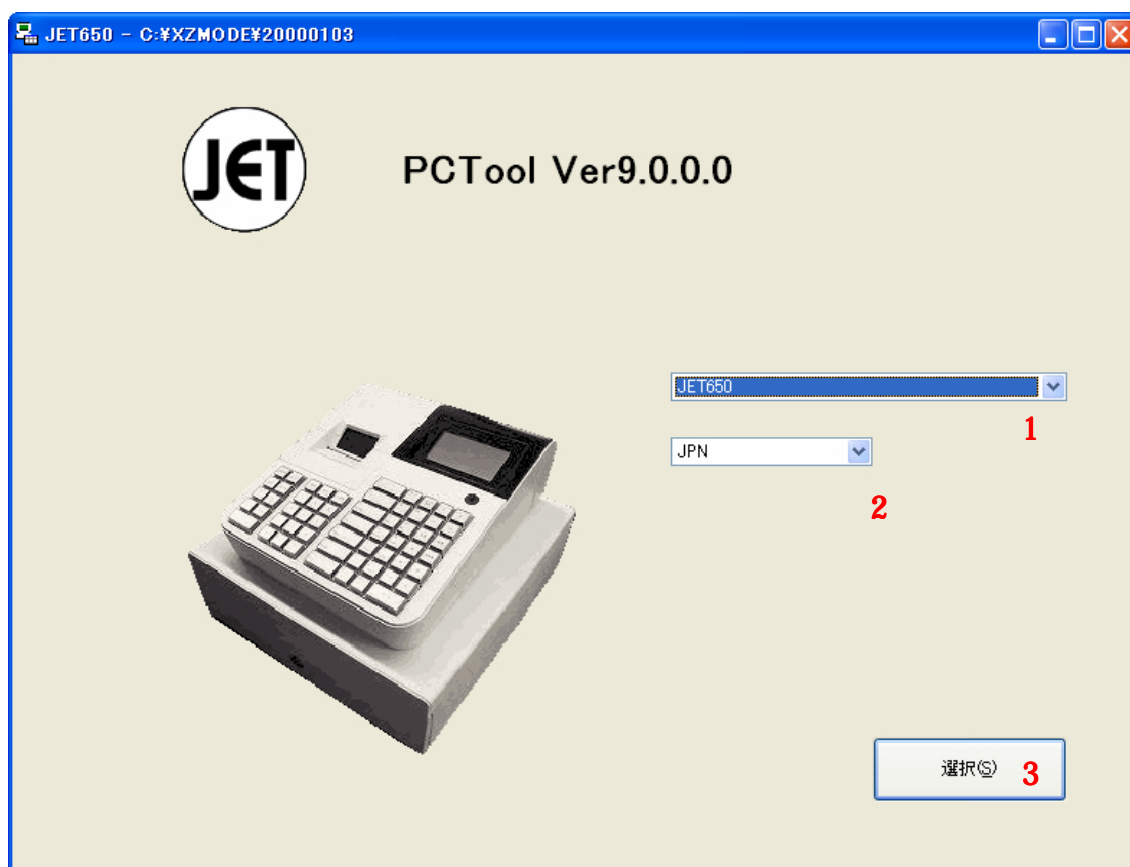 JET650 - C:¥XZMODE¥20000103
JET
PCTool Ver9.0.0.0
JET650
1
JPN
2
選択(S)
3